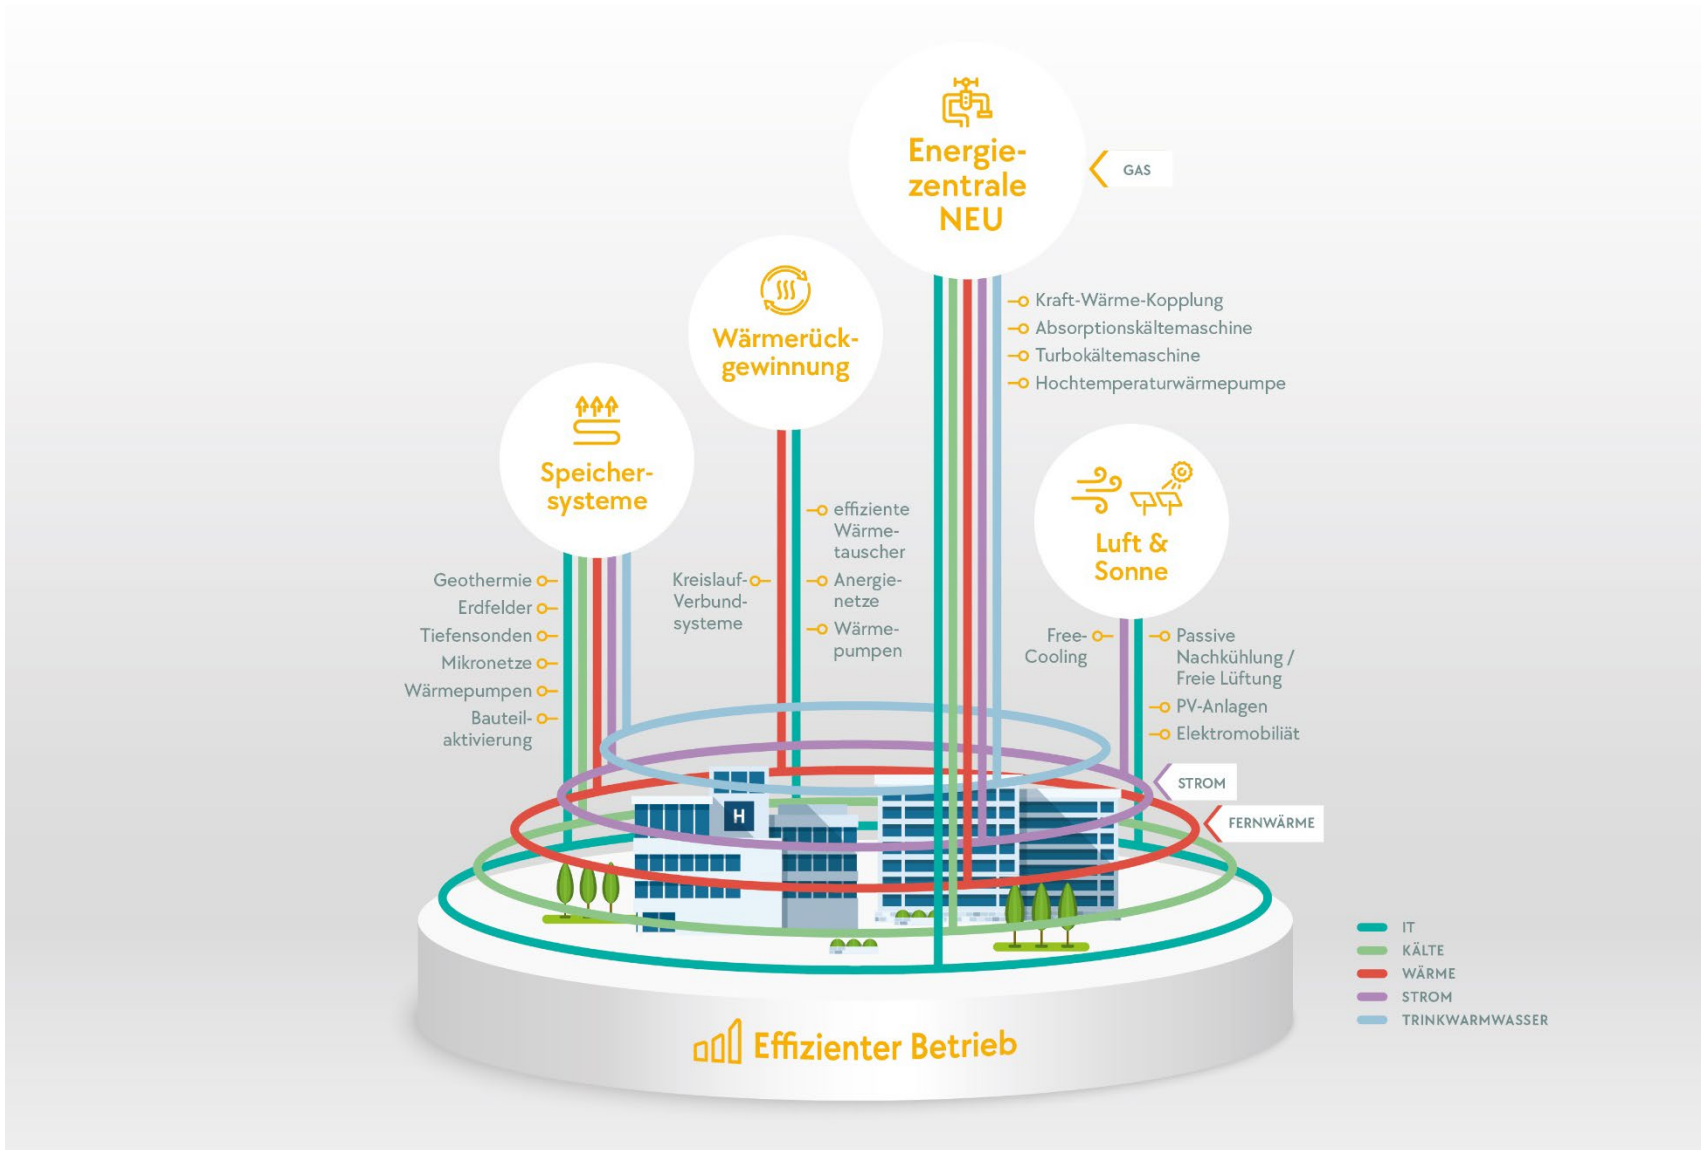 Energie-
zentrale
NEU
GAS
Kraft-Wärme-Kopplung
Absorptionskältemaschine
Turbokältemaschine
Hochtemperaturwärmepumpe
Wärmerück-
gewinnung
effiziente
Wärme-
tauscher
Anergie-
netze
Wärme-
pumpen
Kreislauf-
Verbund-
systeme
Speicher-
systeme
Geothermie
Erdfelder
Tiefensonden
Mikronetze
Wärmepumpen
Bauteil-
aktivierung
Luft &
Sonne
Free-
Cooling
Passive
Nachkühlung /
Freie Lüftung
PV-Anlagen
Elektromobiliät
STROM
FERNWÄRME
H
IT
KÄLTE
WÄRME
STROM
TRINKWARMWASSER
Effizienter Betrieb